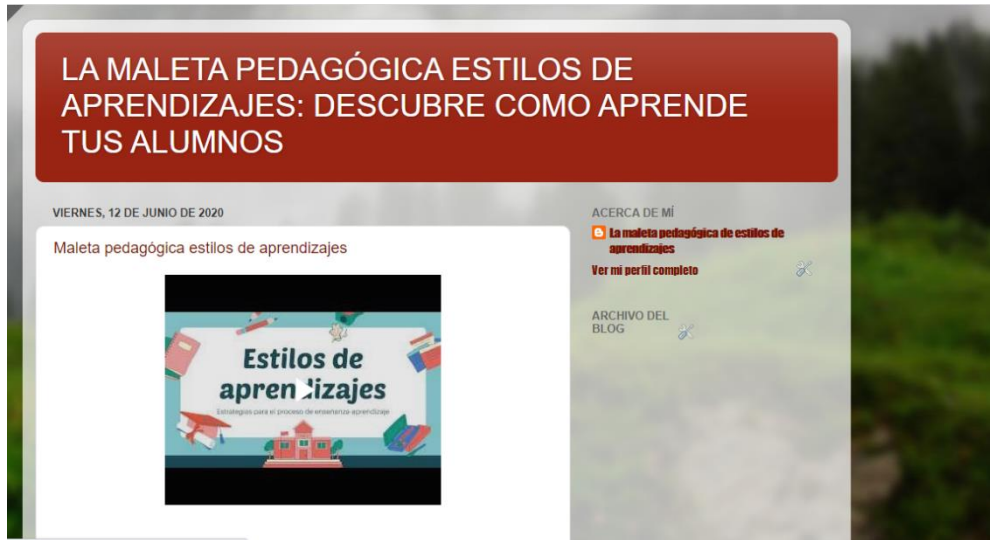 LA MALETA PEDAGÓGICA ESTILOS DE
APRENDIZAJES: DESCUBRE COMO APRENDE
TUS ALUMNOS
VIERNES, 12 DE JUNIO DE 2020
Maleta pedagógica estilos de aprendizajes
Estilos de
aprendizajes
Estrategias para el proceso de enseñanza-aprendizaje
ACERCA DE MÍ
La maleta pedagógica de estilos de
aprendizajes
Ver mi perfil completo
ARCHIVO DEL
BLOG